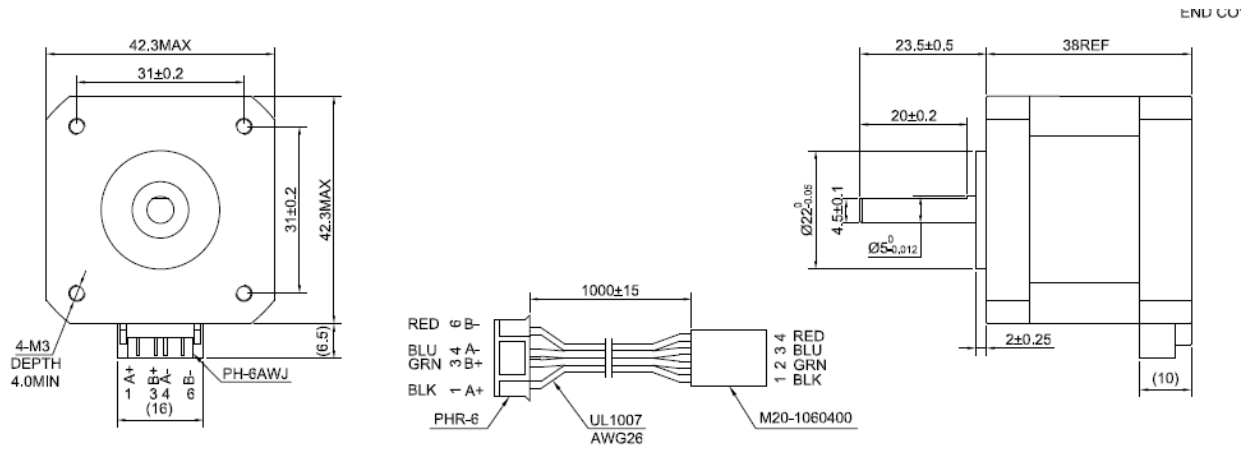 END CO
42.3MAX
31±0.2
31±0.2
42.3MAX
4-M3
DEPTH
4.0MIN
(6.5)
PH-6AWJ
A+ B+ A- B-
1 3 4 6
(16)
1000±15
RED 6 B-
BLU 4 A-
GRN 3 B+
BLK 1 A+
4 RED
3 BLU
2 GRN
1 BLK
PHR-6
UL1007
AWG26
M20-1060400
23.5±0.5
38REF
20±0.2
Ø22 0 -0.05
4.5±0.1
Ø5 0 -0.012
2±0.25
(10)